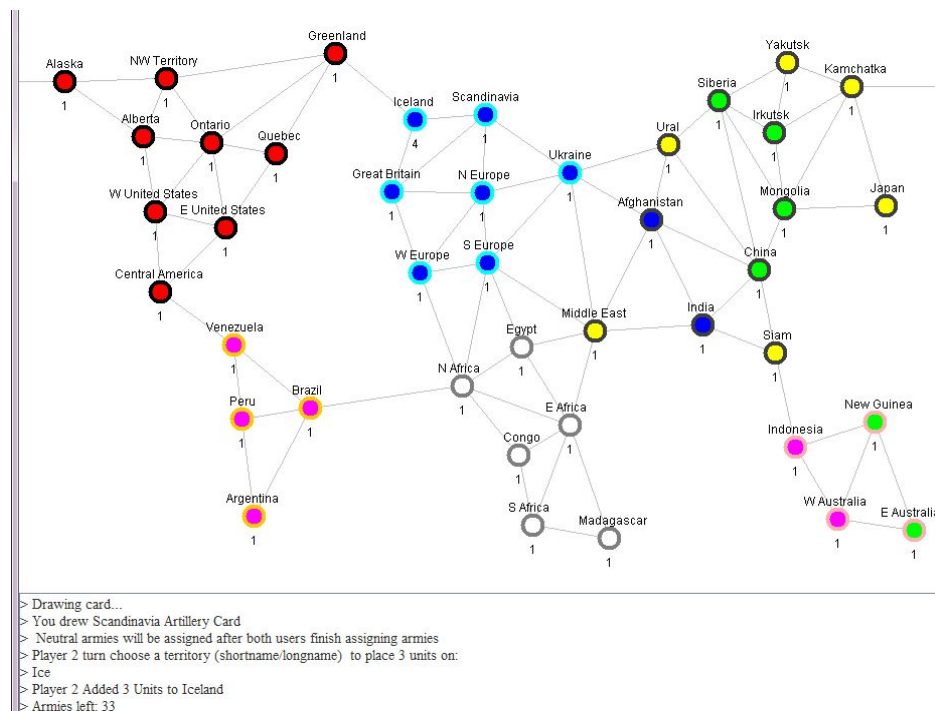 Greenland
1
Alaska
1
NW Territory
1
Alberta
1
Ontario
1
Quebec
1
W United States
1
E United States
1
Central America
1
Venezuela
1
Peru
1
Brazil
1
Argentina
1
Iceland
4
Scandinavia
1
Great Britain
1
N Europe
1
Ukraine
1
W Europe
1
S Europe
1
N Africa
1
Egypt
1
E Africa
1
Congo
1
S Africa
1
Madagascar
1
Middle East
1
Ural
1
Afghanistan
1
Siberia
1
Yakutsk
1
Kamchatka
1
Irkutsk
1
Mongolia
1
Japan
1
China
1
India
1
Siam
1
Indonesia
1
New Guinea
1
W Australia
1
E Australia
1
> Drawing card...
> You drew Scandinavia Artillery Card
> Neutral armies will be assigned after both users finish assigning armies
> Player 2 turn choose a territory (shortname/longname) to place 3 units on:
> Ice
> Player 2 Added 3 Units to Iceland
> Armies left: 33